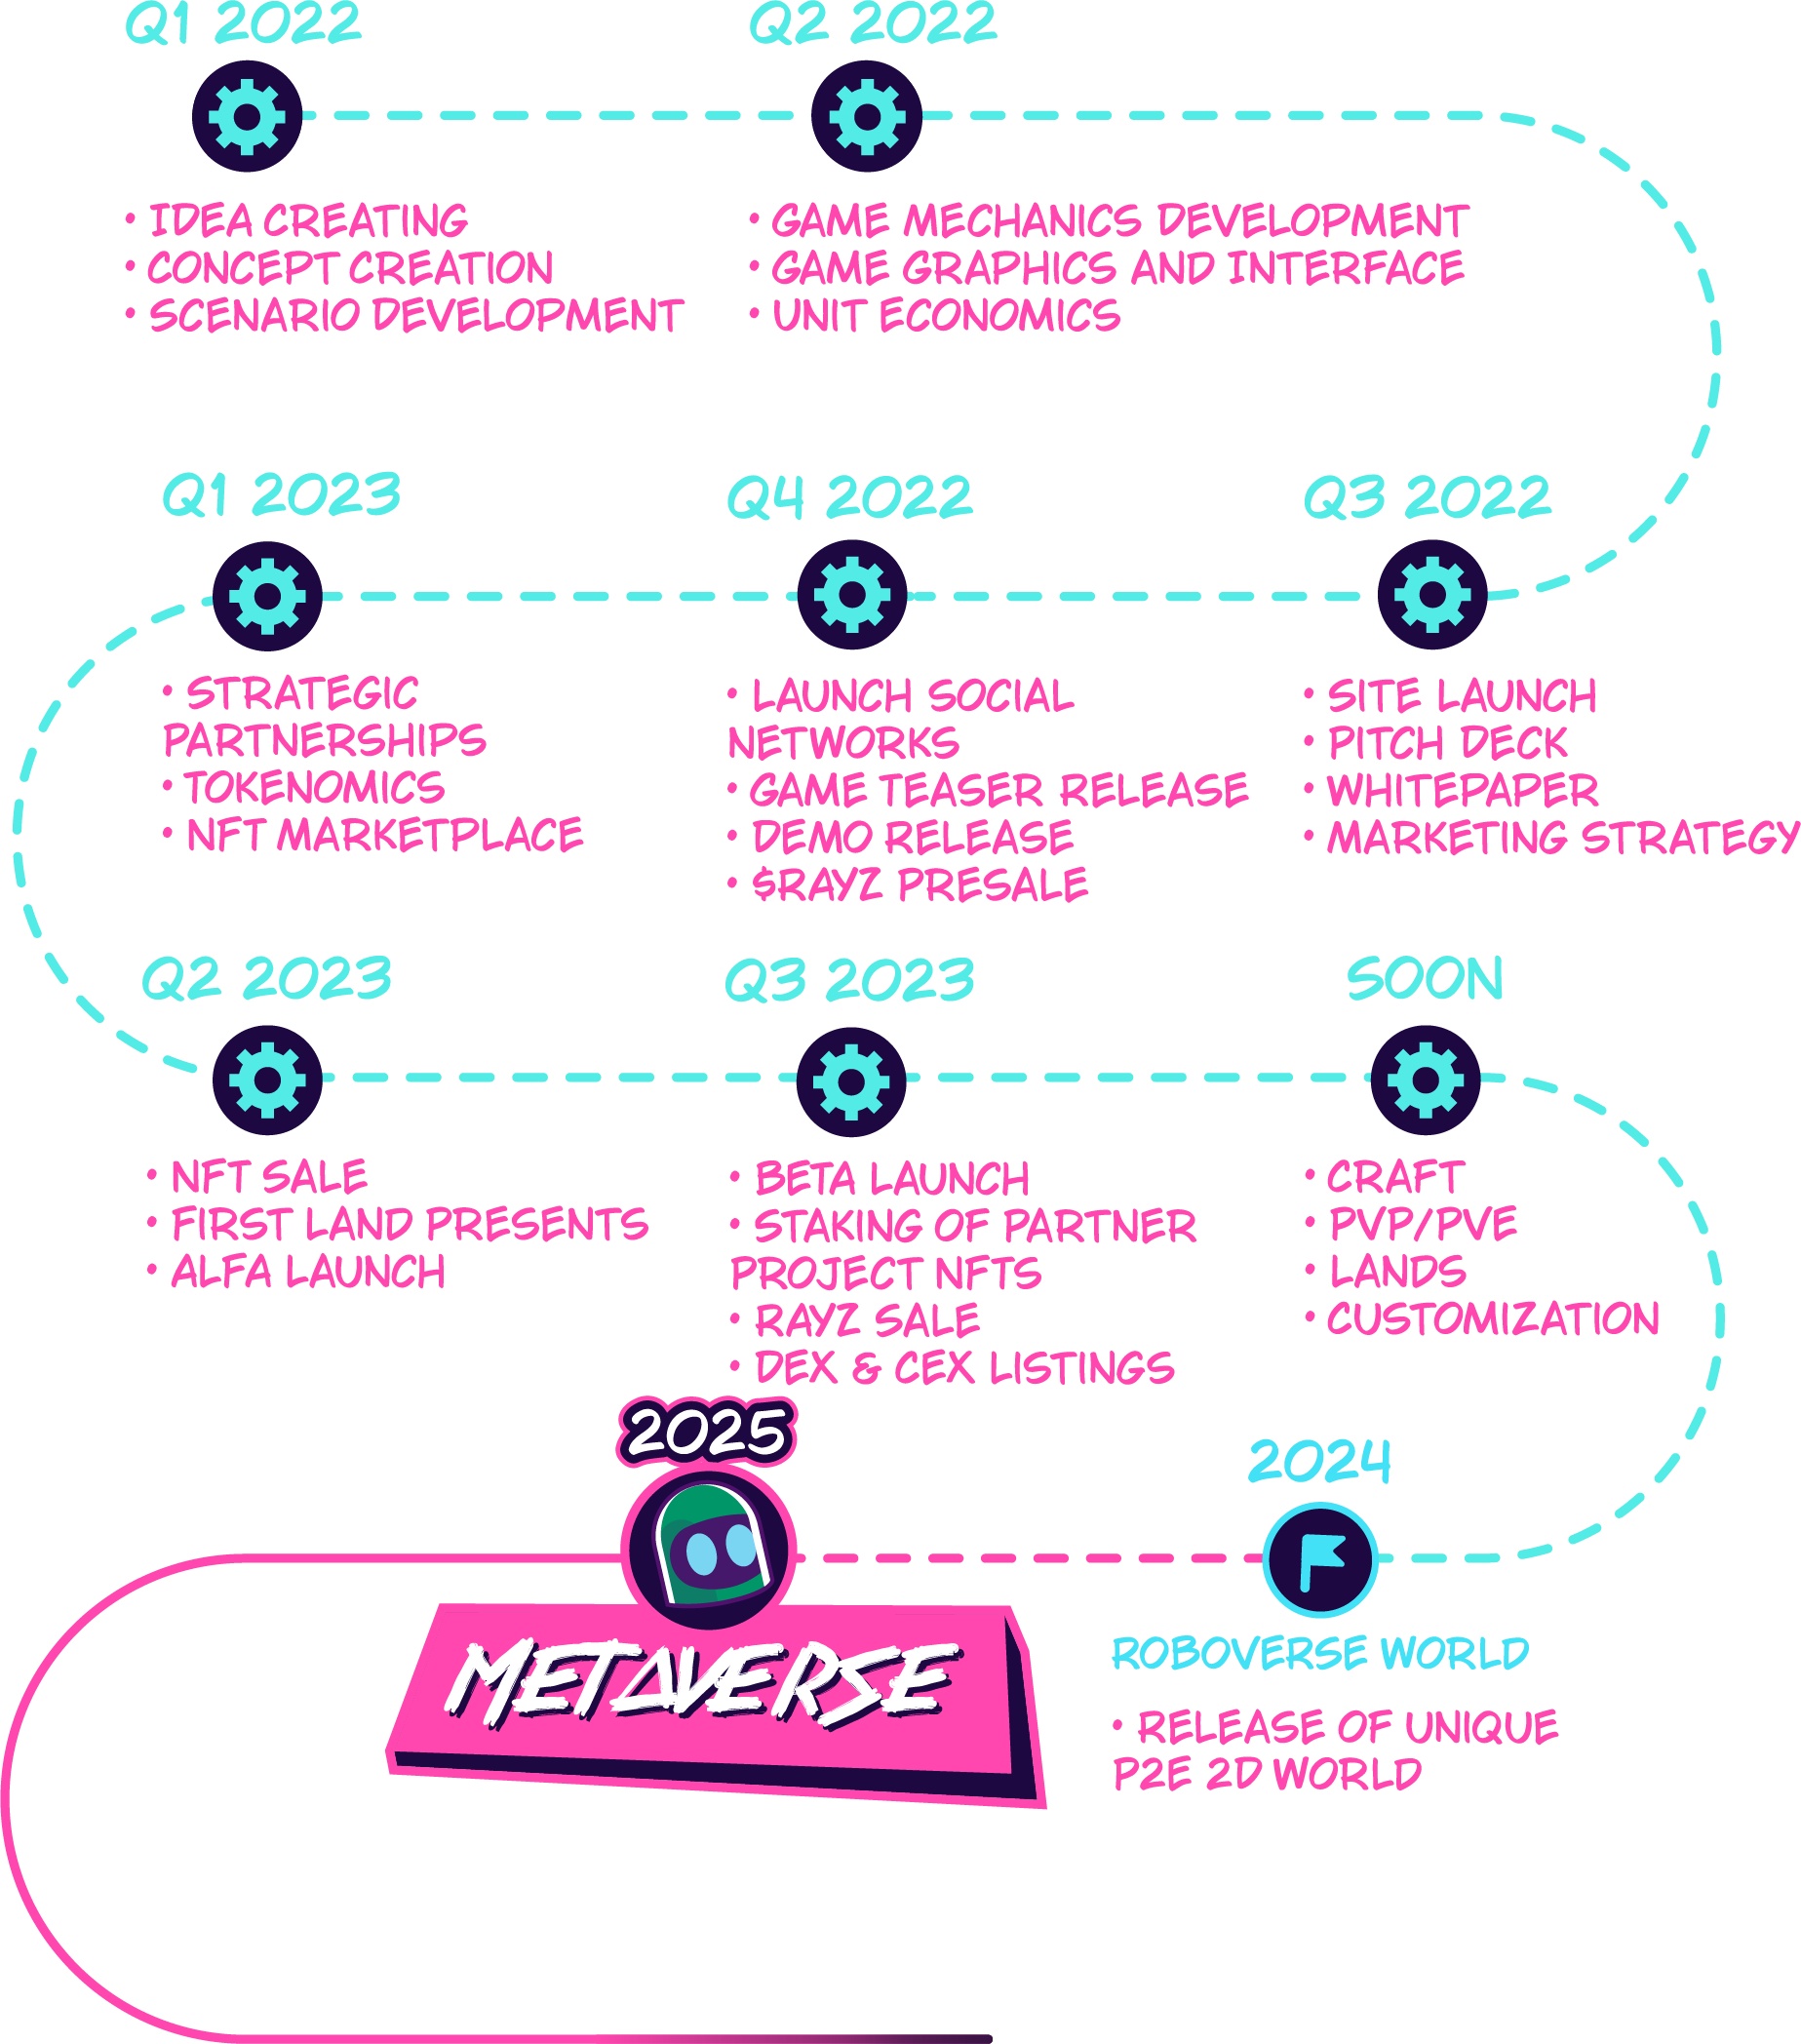 Q1 2022
• IDEA CREATING
• CONCEPT CREATION
• SCENARIO DEVELOPMENT
Q2 2022
• GAME MECHANICS DEVELOPMENT
• GAME GRAPHICS AND INTERFACE
• UNIT ECONOMICS
Q3 2022
• SITE LAUNCH
• PITCH DECK
• WHITEPAPER
• MARKETING STRATEGY
Q4 2022
• LAUNCH SOCIAL
NETWORKS
• GAME TEASER RELEASE
• DEMO RELEASE
• $RAYZ PRESALE
Q1 2023
• STRATEGIC
PARTNERSHIPS
• TOKENOMICS
• NFT MARKETPLACE
Q2 2023
• NFT SALE
• FIRST LAND PRESENTS
• ALFA LAUNCH
Q3 2023
• BETA LAUNCH
• STAKING OF PARTNER
PROJECT NFTS
• RAYZ SALE
• DEX & CEX LISTINGS
SOON
• CRAFT
• PVP/PVE
• LANDS
• CUSTOMIZATION
2024
ROBOVERSE WORLD
• RELEASE OF UNIQUE
P2E 2D WORLD
2025
METAVERSE